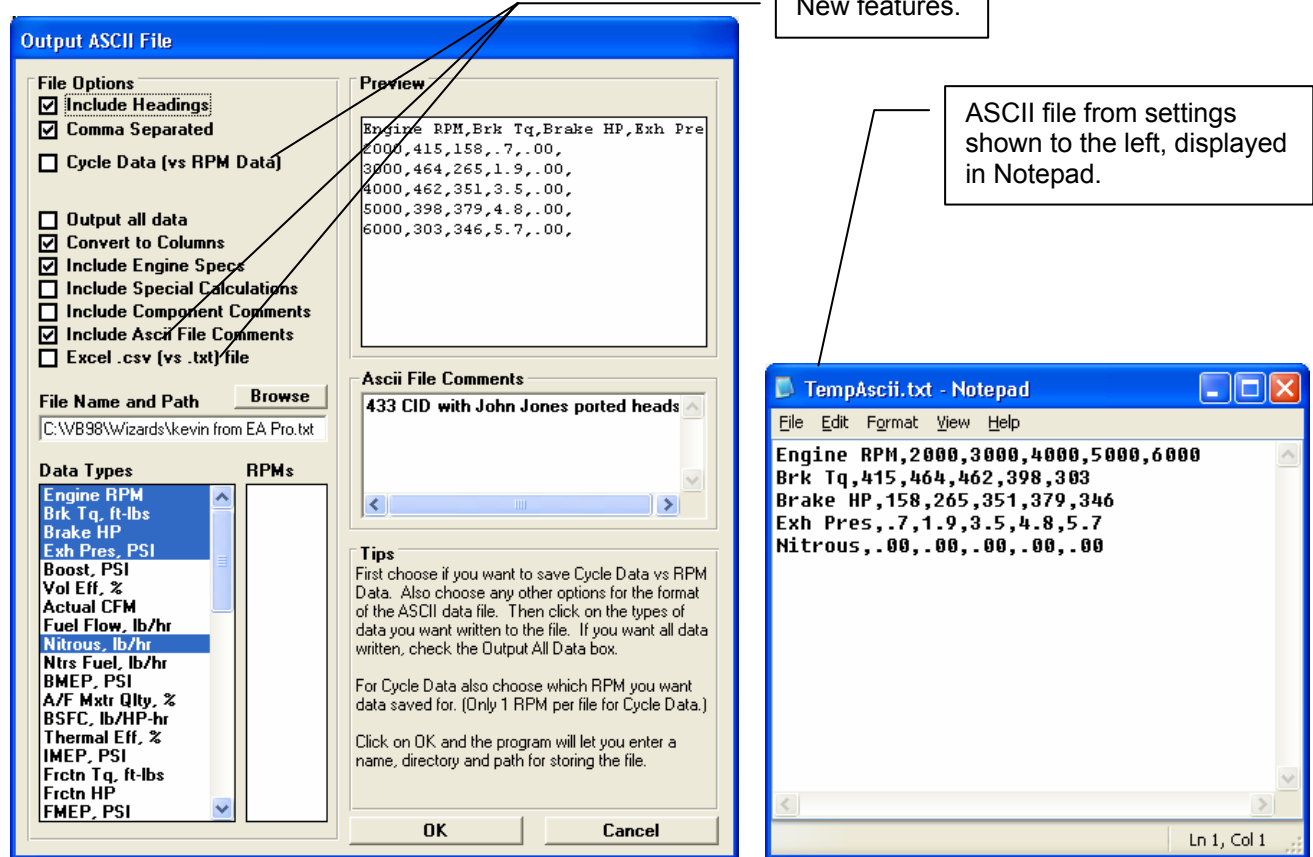 New features.
Output ASCII File
File Options
Include Headings
Comma Separated
Cycle Data (vs RPM Data)
Output all data
Convert to Columns
Include Engine Specs
Include Special Calculations
Include Component Comments
Include Ascii File Comments
Excel .csv (vs .txt) file
File Name and Path
Browse
C:\VB98\Wizards\kevin from EA Pro.txt
Data Types
RPMs
Engine RPM
Brk Tq, ft-lbs
Brake HP
Exh Pres, PSI
Boost, PSI
Vol Eff, %
Actual CFM
Fuel Flow, lb/hr
Nitrous, lb/hr
Ntrs Fuel, lb/hr
BMEP, PSI
A/F Mxtr Qlty, %
BSFC, lb/HP-hr
Thermal Eff, %
IMEP, PSI
Frctn Tq, ft-lbs
Frctn HP
FMEP, PSI
Preview
Engine RPM,Brk Tq,Brake HP,Exh Pre
2000,415,158,.7,.00,
3000,464,265,1.9,.00,
4000,462,351,3.5,.00,
5000,398,379,4.8,.00,
6000,303,346,5.7,.00,
Ascii File Comments
433 CID with John Jones ported heads
Tips
First choose if you want to save Cycle Data vs RPM
Data. Also choose any other options for the format
of the ASCII data file. Then click on the types of
data you want written to the file. If you want all data
written, check the Output All Data box.
For Cycle Data also choose which RPM you want
data saved for. (Only 1 RPM per file for Cycle Data.)
Click on OK and the program will let you enter a
name, directory and path for storing the file.
OK
Cancel
ASCII file from settings
shown to the left, displayed
in Notepad.
TempAscii.txt - Notepad
File Edit Format View Help
Engine RPM,2000,3000,4000,5000,6000
Brk Tq,415,464,462,398,303
Brake HP,158,265,351,379,346
Exh Pres,.7,1.9,3.5,4.8,5.7
Nitrous,.00,.00,.00,.00,.00
Ln 1, Col 1